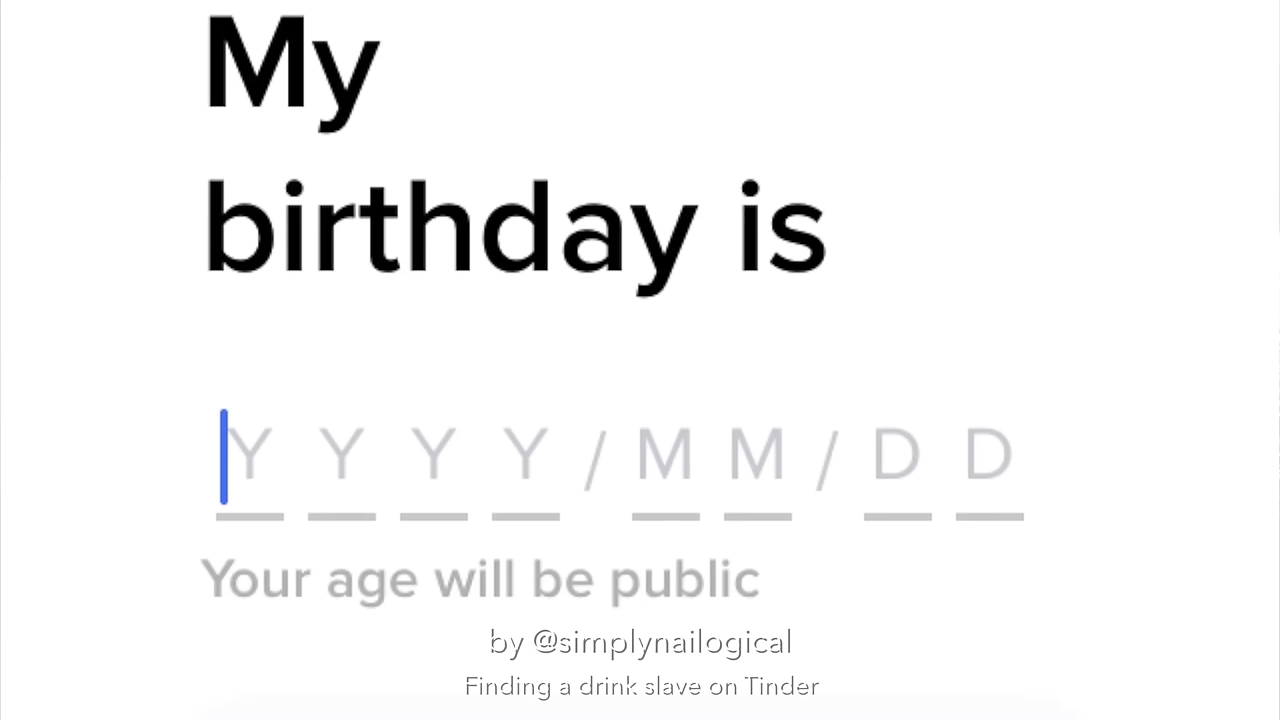 My
birthday is
Y Y Y Y / M M / D D
Your age will be public
by @simplynailogical
Finding a drink slave on Tinder